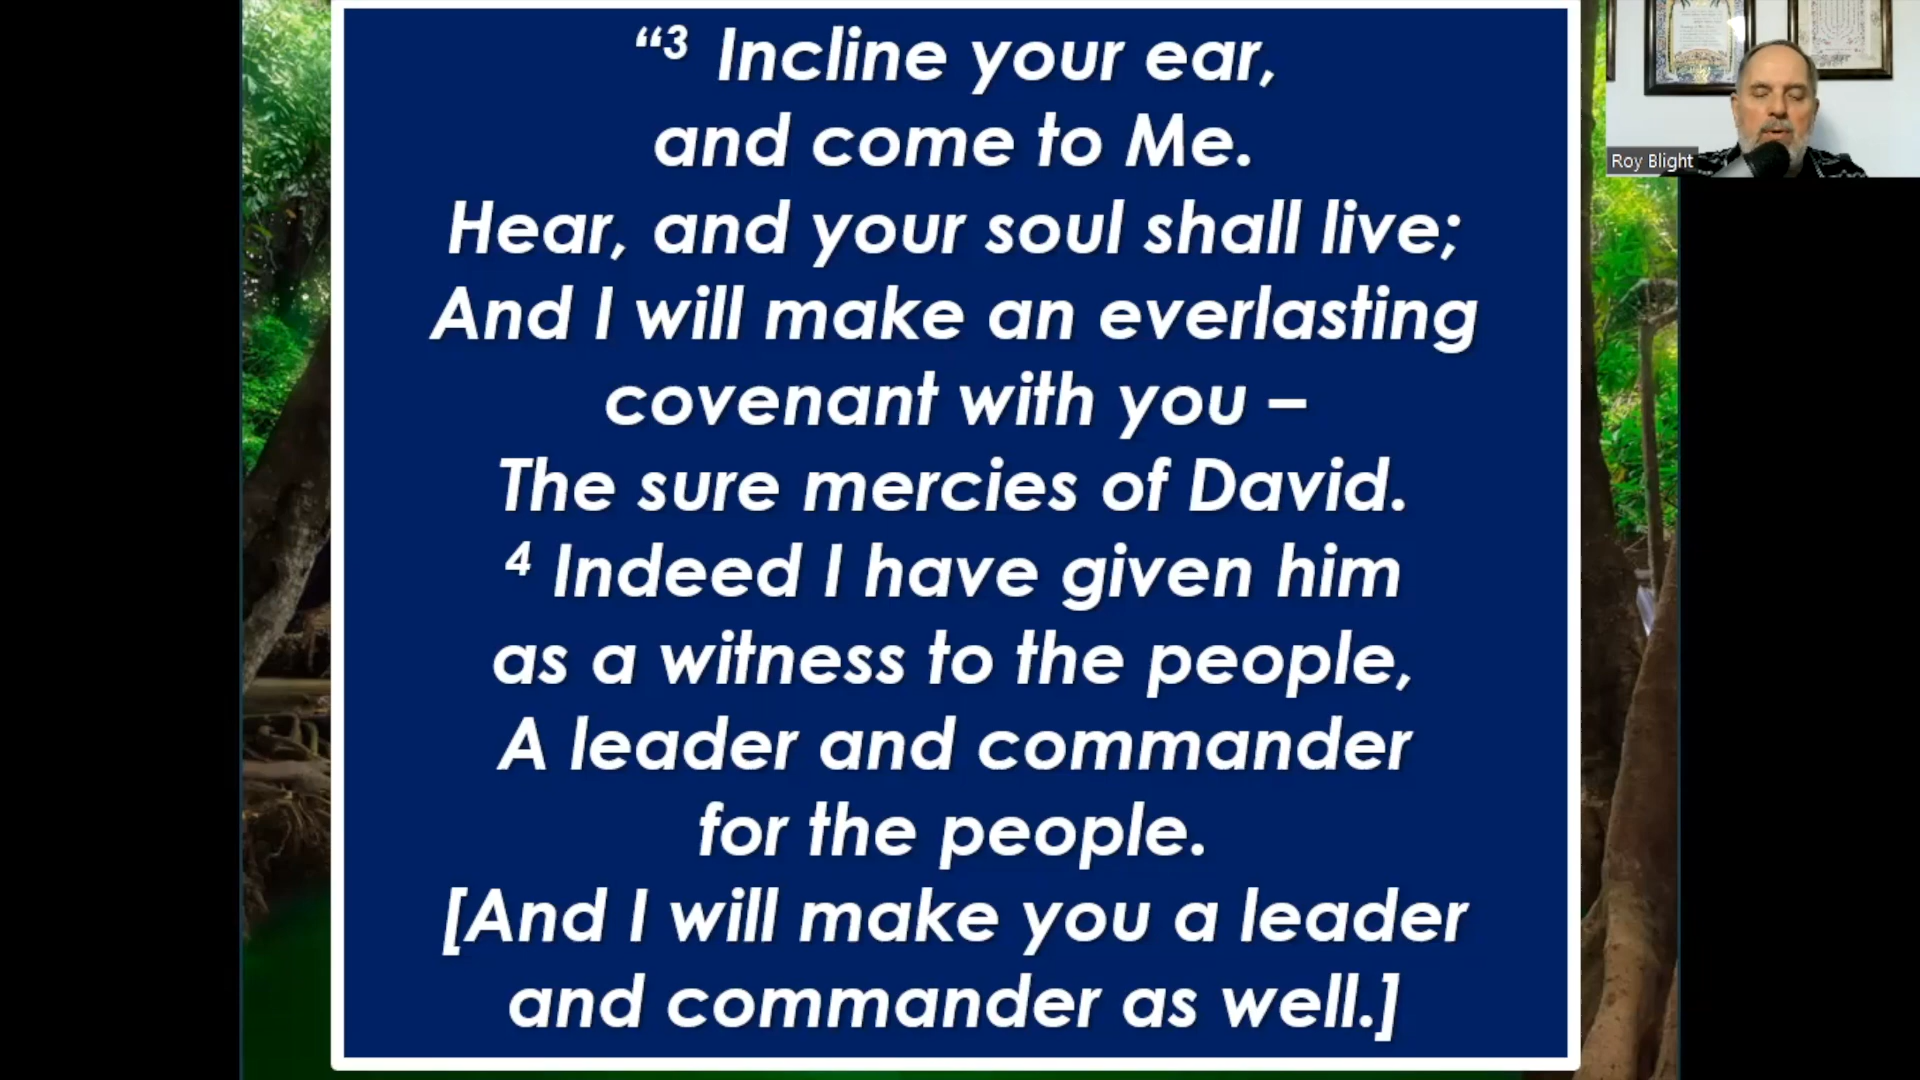 “³ Incline your ear,
and come to Me.
Hear, and your soul shall live;
And I will make an everlasting
covenant with you –
The sure mercies of David.
⁴ Indeed I have given him
as a witness to the people,
A leader and commander
for the people.
[And I will make you a leader
and commander as well.]
Roy Blight